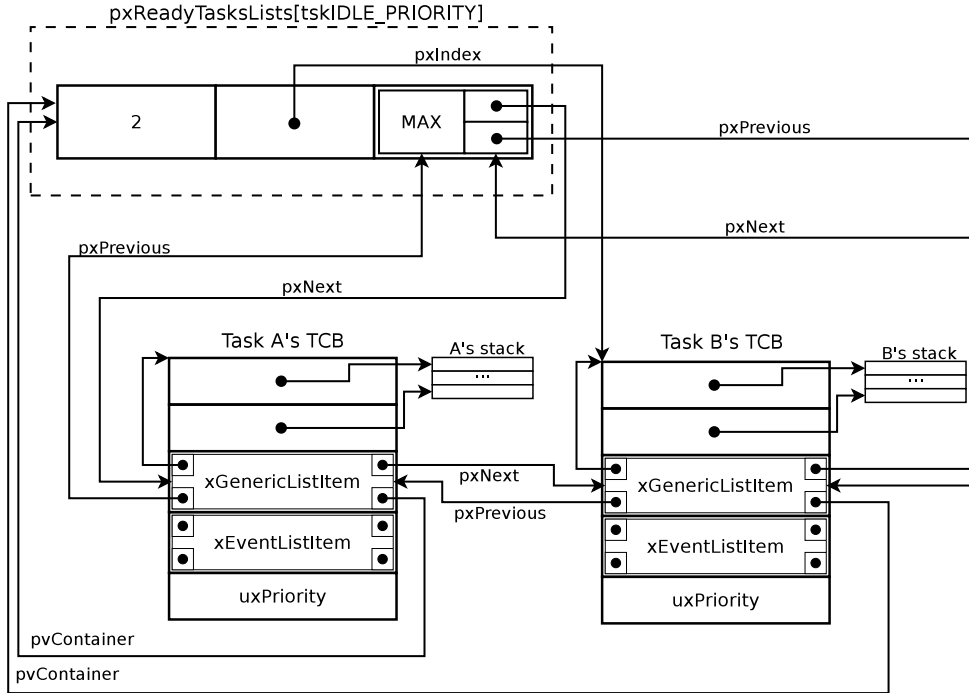 pxReadyTasksLists[tskIDLE_PRIORITY]
pxIndex
2
MAX
pxPrevious
pxNext
pxPrevious
pxNext
Task A's TCB
A's stack
...
Task B's TCB
B's stack
...
xGenericListItem
pxNext
pxPrevious
xGenericListItem
xEventListItem
xEventListItem
uxPriority
uxPriority
pvContainer
pvContainer